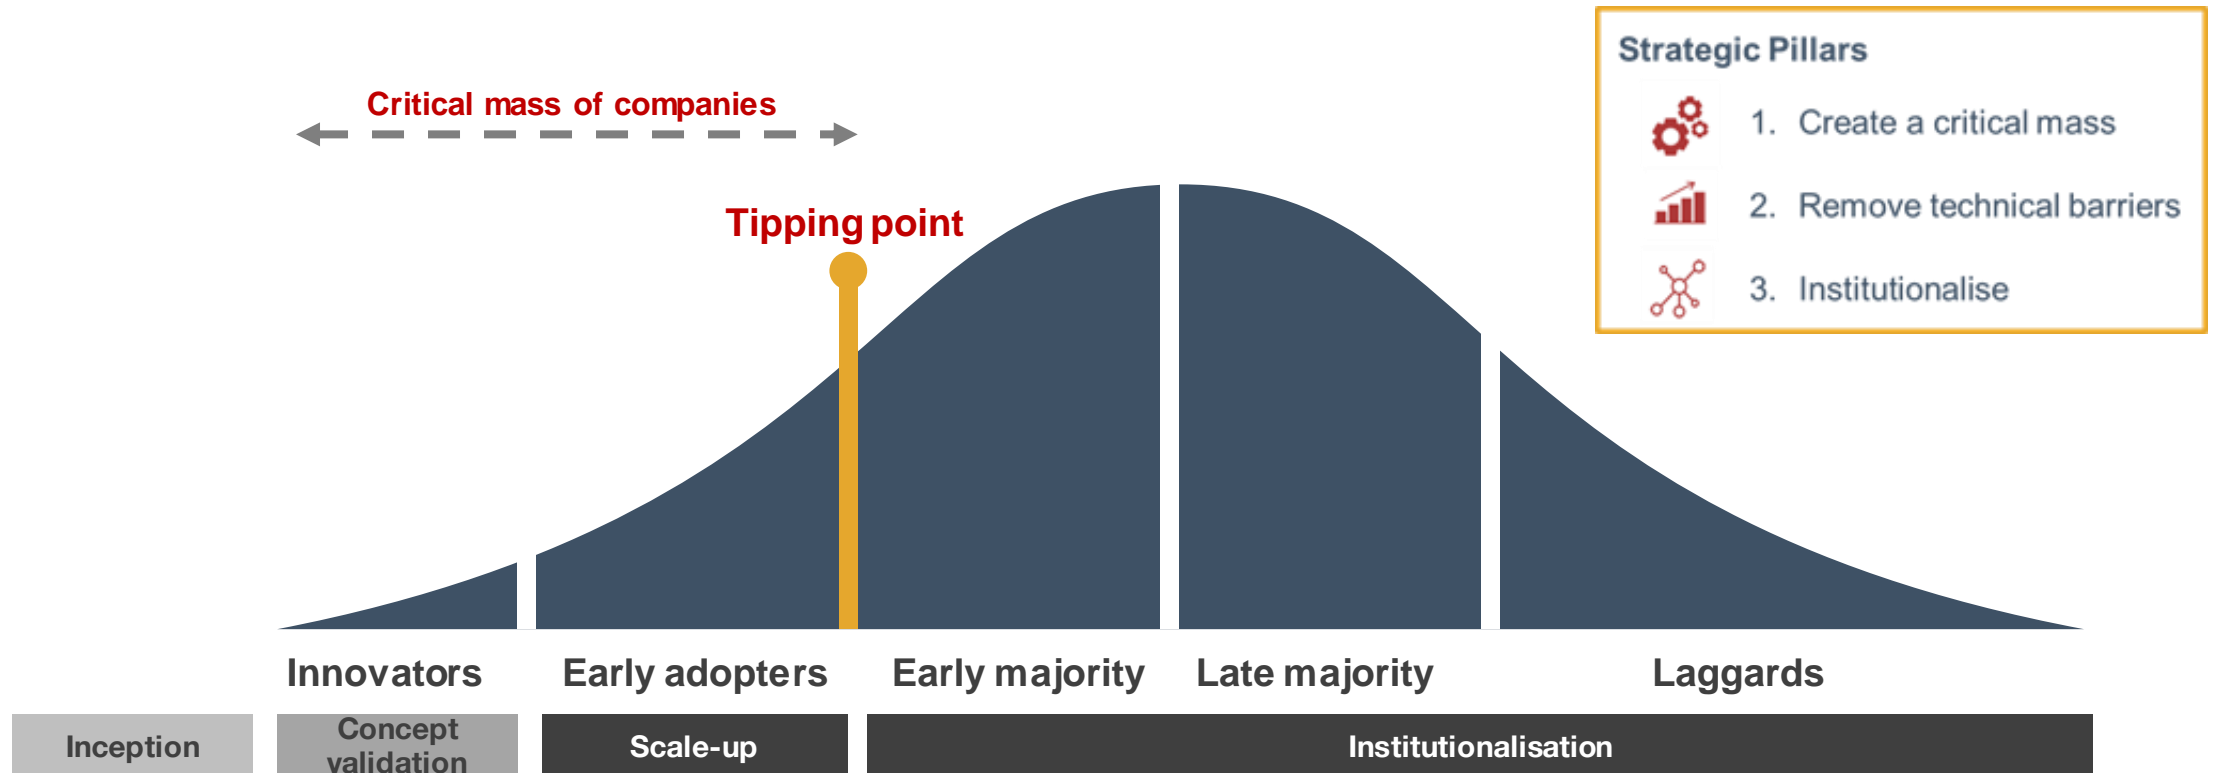 Strategic Pillars
1. Create a critical mass
2. Remove technical barriers
3. Institutionalise
Critical mass of companies
Tipping point
Innovators
Early adopters
Early majority
Late majority
Laggards
Inception
Concept
validation
Scale-up
Institutionalisation